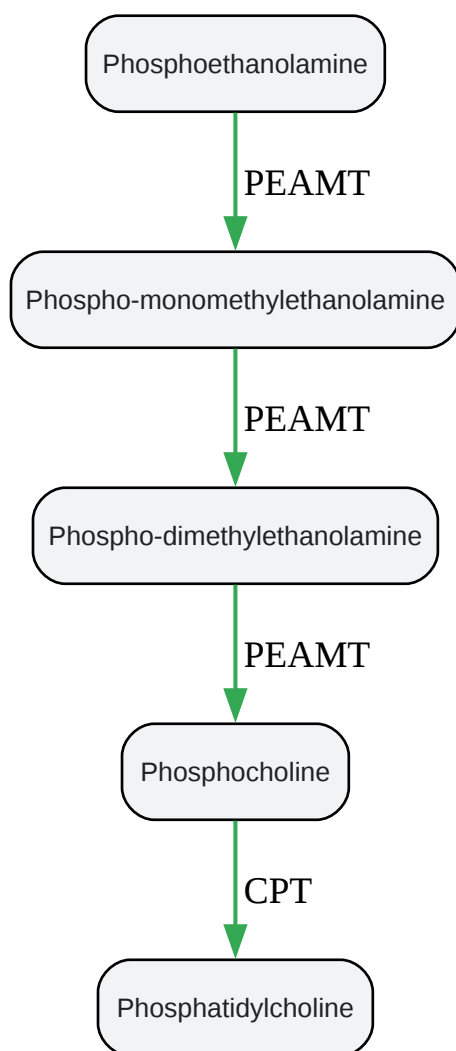 Phosphoethanolamine
PEAMT
Phospho-monomethylethanolamine
PEAMT
Phospho-dimethylethanolamine
PEAMT
Phosphocholine
CPT
Phosphatidylcholine